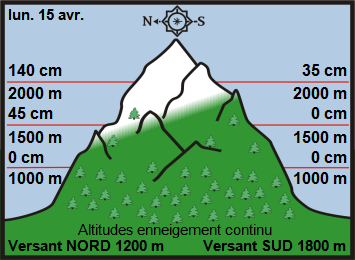 lun. 15 avr.
N S
140 cm 35 cm
2000 m 2000 m
45 cm 0 cm
1500 m 1500 m
0 cm 0 cm
1000 m 1000 m
Altitudes enneigement continu
Versant NORD 1200 m Versant SUD 1800 m